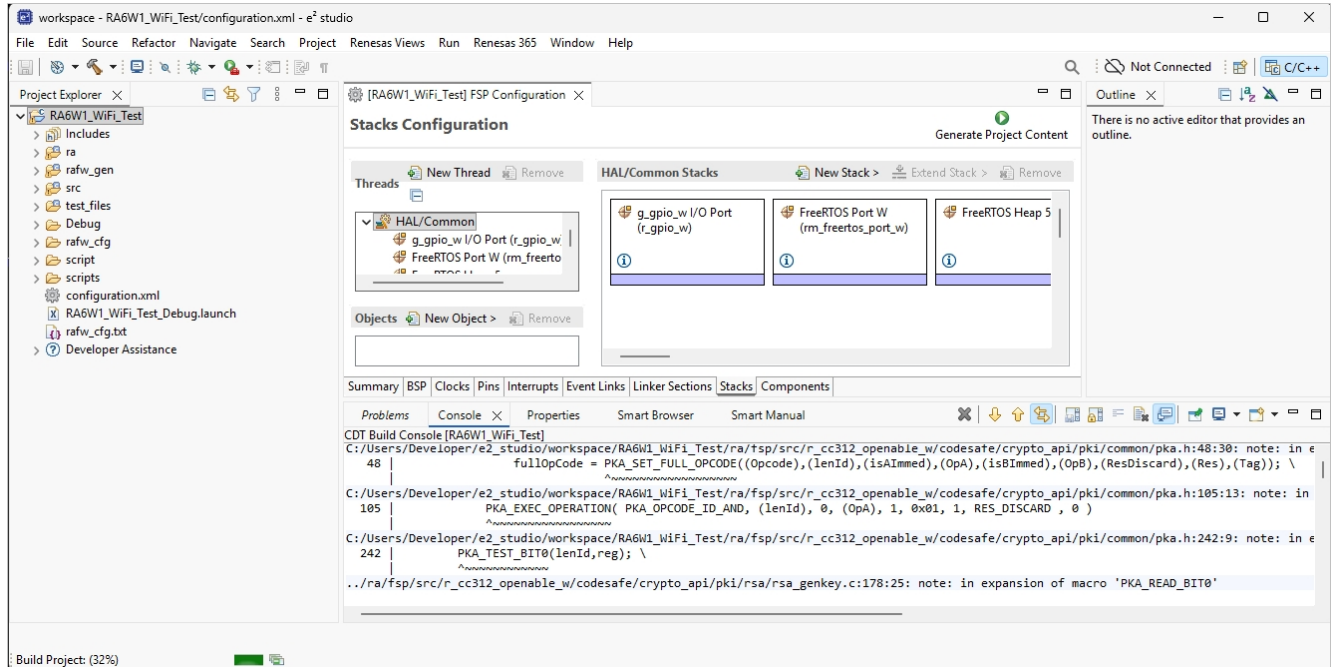 workspace - RA6W1_WiFi_Test/configuration.xml - e² studio
File Edit Source Refactor Navigate Search Project Renesas Views Run Renesas 365 Window Help
Not Connected C/C++
Project Explorer
RA6W1_WiFi_Test
Includes
ra
rafw_gen
src
test_files
Debug
rafw_cfg
script
scripts
configuration.xml
RA6W1_WiFi_Test_Debug.launch
rafw_cfg.txt
Developer Assistance
[RA6W1_WiFi_Test] FSP Configuration
Stacks Configuration
Generate Project Content
Threads New Thread Remove
HAL/Common
g_gpio_w I/O Port (r_gpio_w)
FreeRTOS Port W (rm_freerto
Objects New Object > Remove
HAL/Common Stacks New Stack > Extend Stack > Remove
g_gpio_w I/O Port
(r_gpio_w)
FreeRTOS Port W
(rm_freertos_port_w)
FreeRTOS Heap 5
Summary BSP Clocks Pins Interrupts Event Links Linker Sections Stacks Components
Outline
There is no active editor that provides an
outline.
Problems Console Properties Smart Browser Smart Manual
CDT Build Console [RA6W1_WiFi_Test]
C:/Users/Developer/e2_studio/workspace/RA6W1_WiFi_Test/ra/fsp/src/r_cc312_openable_w/codesafe/crypto_api/pki/common/pka.h:48:30: note: in e
48 | fullOpCode = PKA_SET_FULL_OPCODE((Opcode),(lenId),(isAImmed),(OpA),(isBImmed),(OpB),(ResDiscard),(Res),(Tag)); \
| ^~~~~~~~~~~~~~~~~~~
C:/Users/Developer/e2_studio/workspace/RA6W1_WiFi_Test/ra/fsp/src/r_cc312_openable_w/codesafe/crypto_api/pki/common/pka.h:105:13: note: in
105 | PKA_EXEC_OPERATION( PKA_OPCODE_ID_AND, (lenId), 0, (OpA), 1, 0x01, 1, RES_DISCARD , 0 )
| ^~~~~~~~~~~~~~~~~~
C:/Users/Developer/e2_studio/workspace/RA6W1_WiFi_Test/ra/fsp/src/r_cc312_openable_w/codesafe/crypto_api/pki/common/pka.h:242:9: note: in e
242 | PKA_TEST_BIT0(lenId,reg); \
| ^~~~~~~~~~~~~
../ra/fsp/src/r_cc312_openable_w/codesafe/crypto_api/pki/rsa/rsa_genkey.c:178:25: note: in expansion of macro 'PKA_READ_BIT0'
Build Project: (32%)